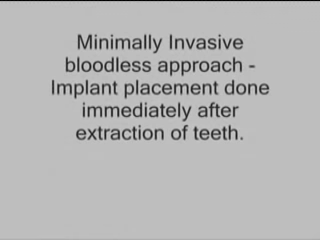 Minimally Invasive
bloodless approach -
Implant placement done
immediately after
extraction of teeth.